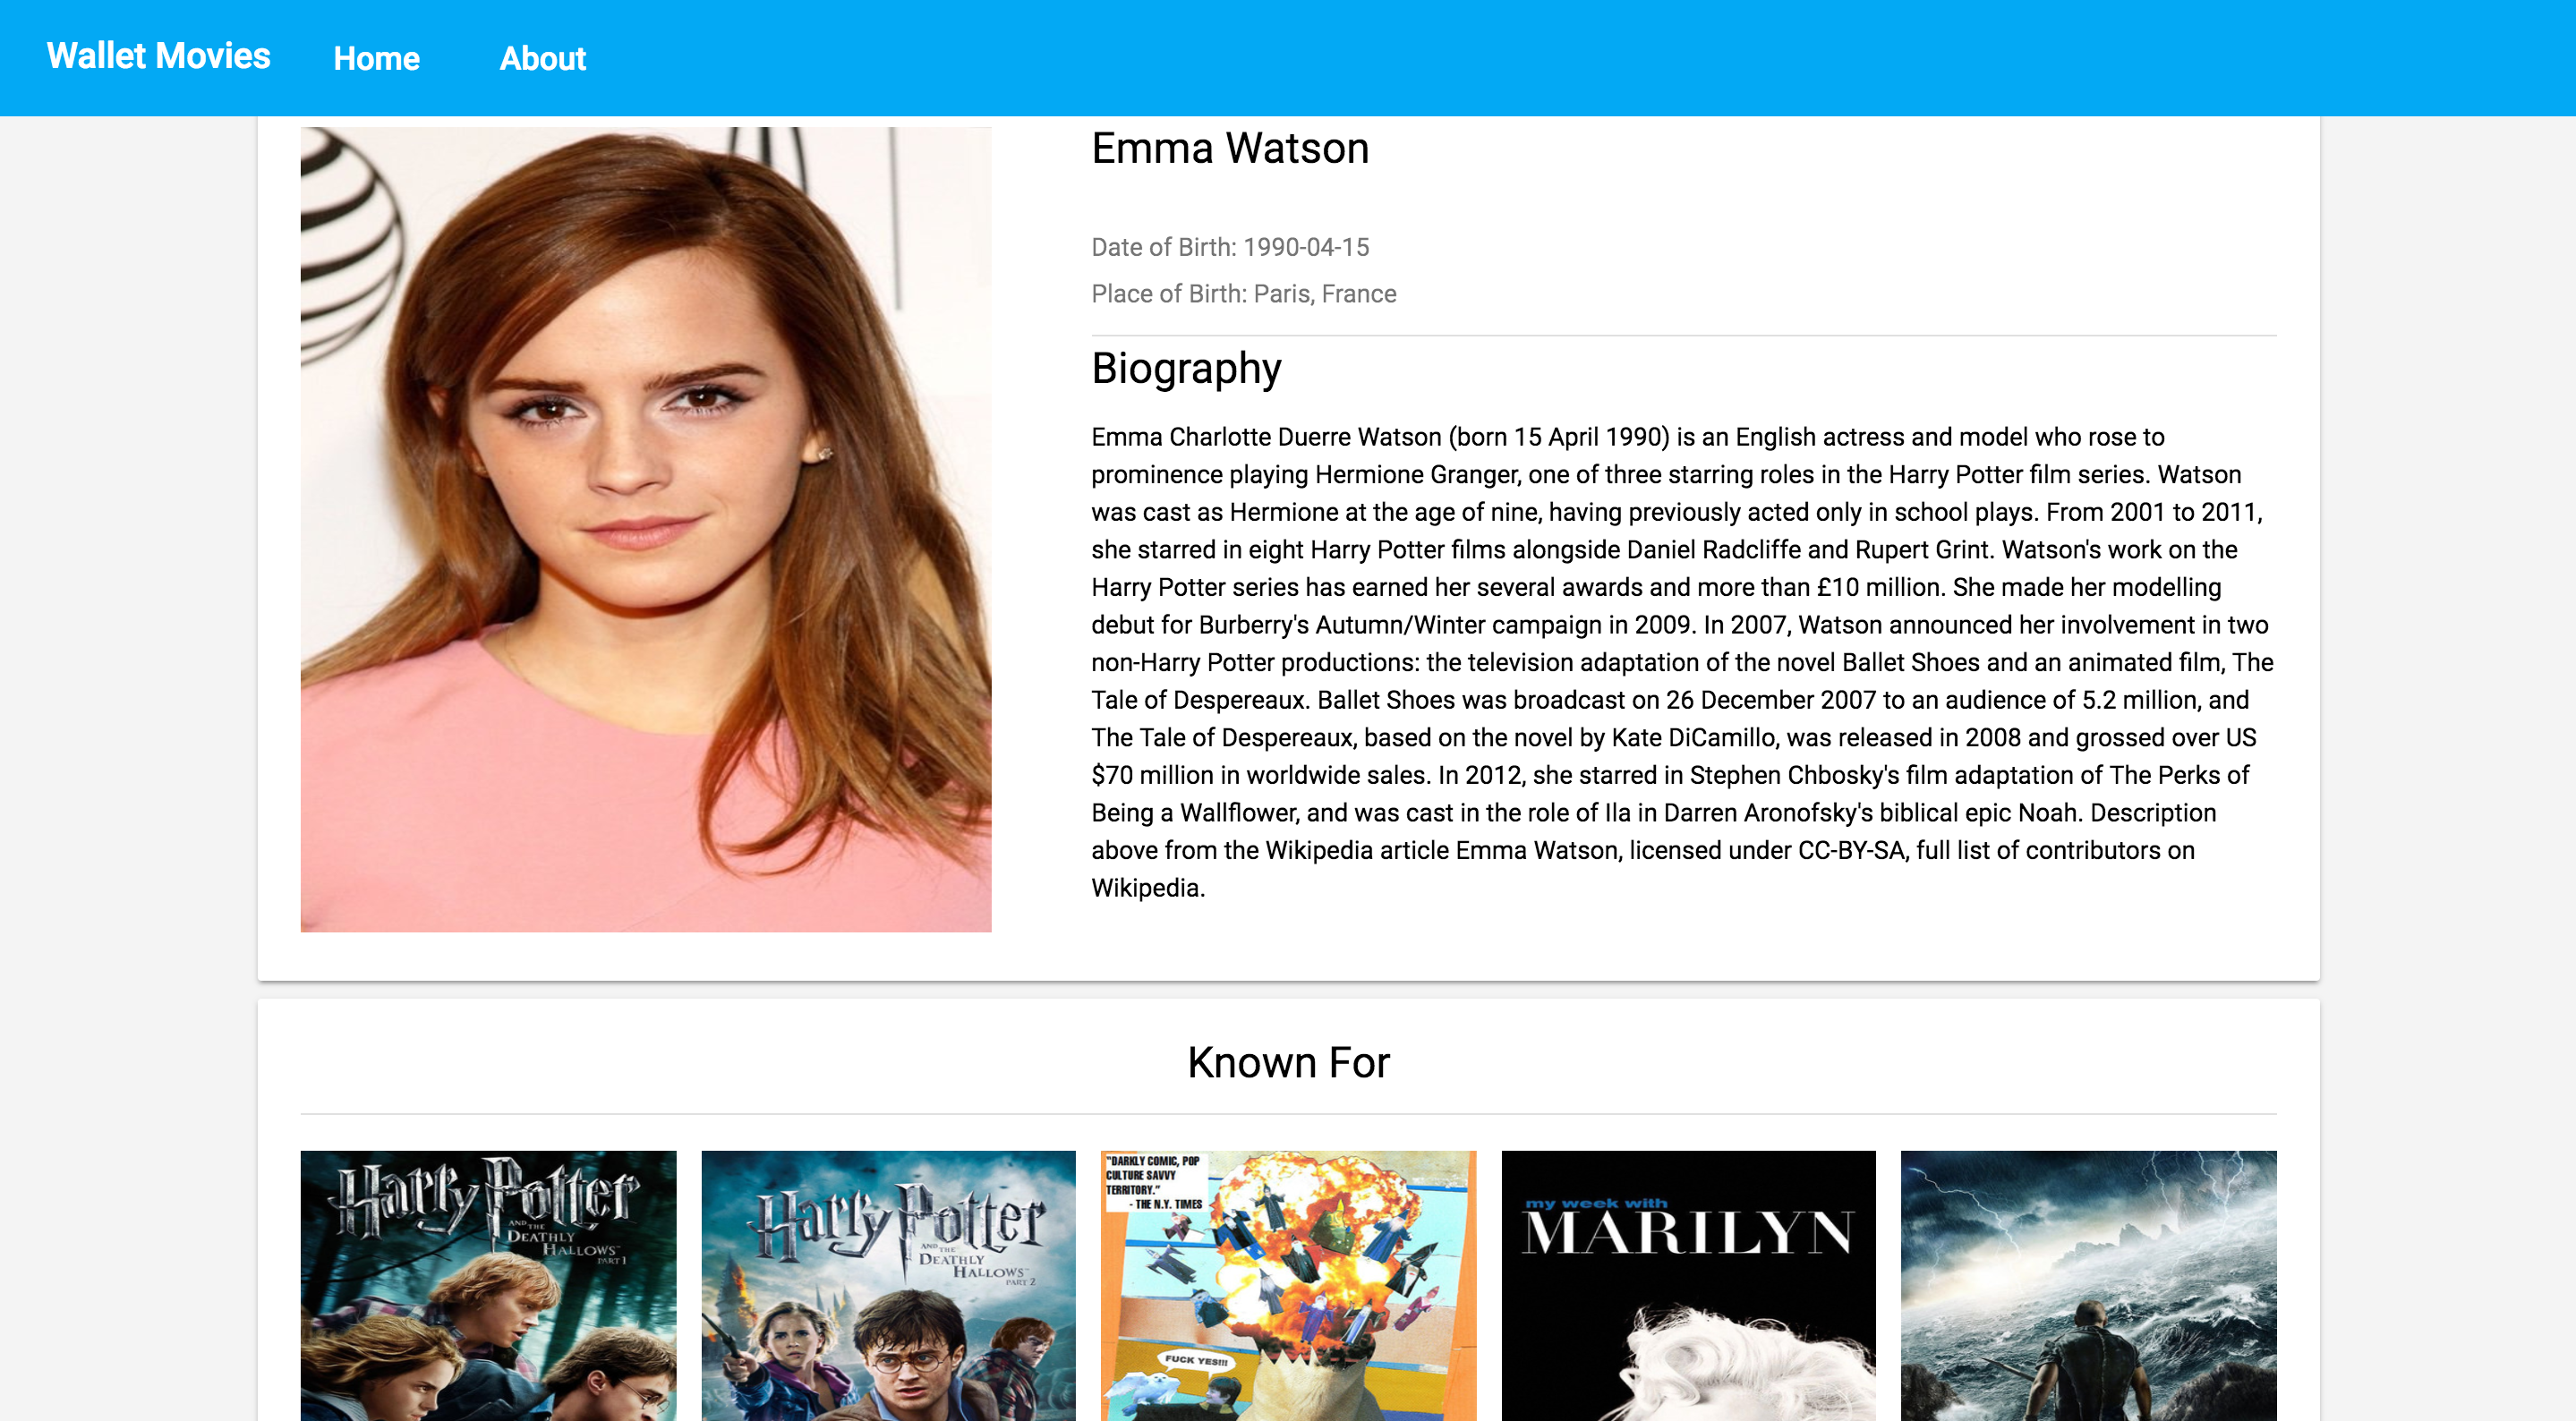 Wallet Movies Home About
Emma Watson
Date of Birth: 1990-04-15
Place of Birth: Paris, France
Biography
Emma Charlotte Duerre Watson (born 15 April 1990) is an English actress and model who rose to
prominence playing Hermione Granger, one of three starring roles in the Harry Potter film series. Watson
was cast as Hermione at the age of nine, having previously acted only in school plays. From 2001 to 2011,
she starred in eight Harry Potter films alongside Daniel Radcliffe and Rupert Grint. Watson's work on the
Harry Potter series has earned her several awards and more than £10 million. She made her modelling
debut for Burberry's Autumn/Winter campaign in 2009. In 2007, Watson announced her involvement in two
non-Harry Potter productions: the television adaptation of the novel Ballet Shoes and an animated film, The
Tale of Despereaux. Ballet Shoes was broadcast on 26 December 2007 to an audience of 5.2 million, and
The Tale of Despereaux, based on the novel by Kate DiCamillo, was released in 2008 and grossed over US
$70 million in worldwide sales. In 2012, she starred in Stephen Chbosky's film adaptation of The Perks of
Being a Wallflower, and was cast in the role of Ila in Darren Aronofsky's biblical epic Noah. Description
above from the Wikipedia article Emma Watson, licensed under CC-BY-SA, full list of contributors on
Wikipedia.
Known For
Harry Potter
AND THE
DEATHLY
HALLOWS™
PART 1
Harry Potter
AND THE
DEATHLY
HALLOWS™
PART 2
"DARKLY COMIC, POP
CULTURE SAVVY
TERRITORY."
- THE N.Y. TIMES
FUCK YES!!!
my week with
MARILYN